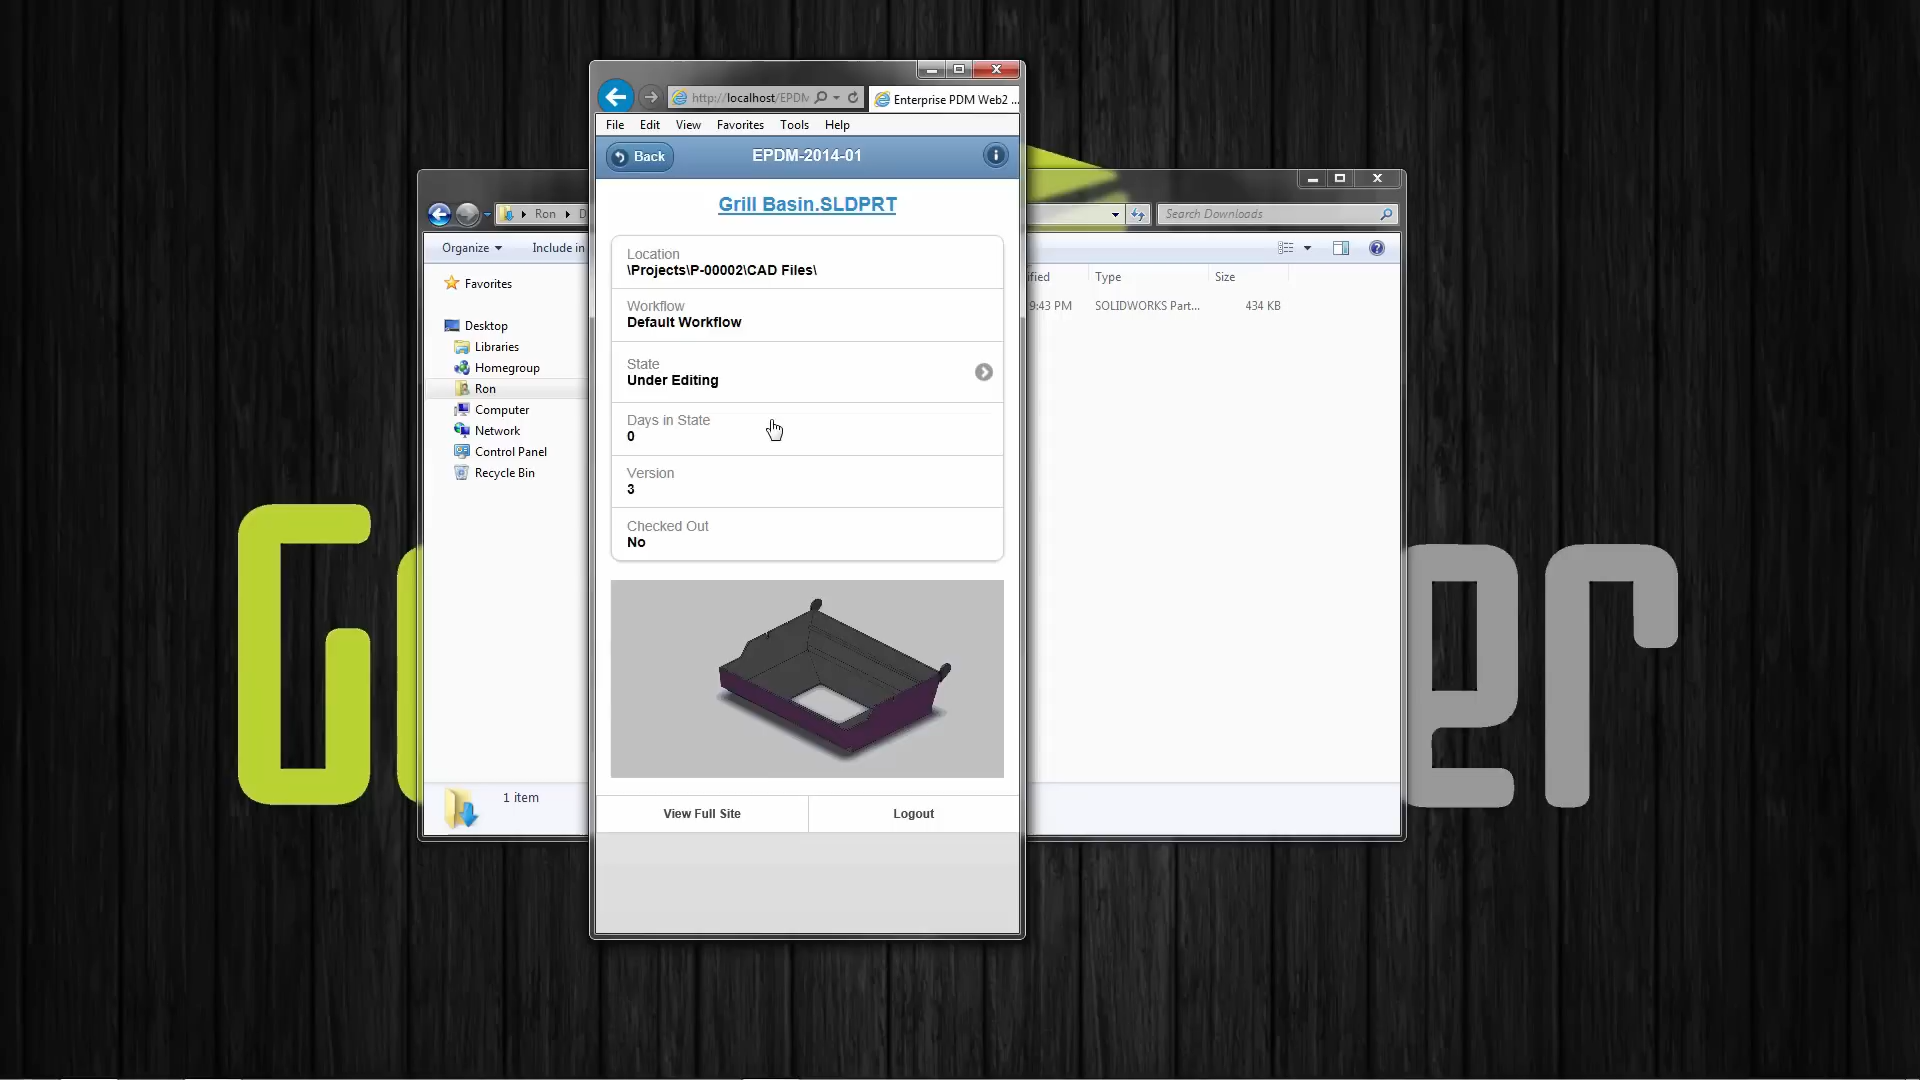 http://localhost/EPDM
Enterprise PDM Web2 ...
File Edit View Favorites Tools Help
Back
EPDM-2014-01
Grill Basin.SLDPRT
Location
\Projects\P-00002\CAD Files\
Workflow
Default Workflow
State
Under Editing
Days in State
0
Version
3
Checked Out
No
View Full Site
Logout
Ron
D
Search Downloads
Organize
Include in
ified
Type
Size
Favorites
9:43 PM
SOLIDWORKS Part...
434 KB
Desktop
Libraries
Homegroup
Ron
Computer
Network
Control Panel
Recycle Bin
1 item
G
er